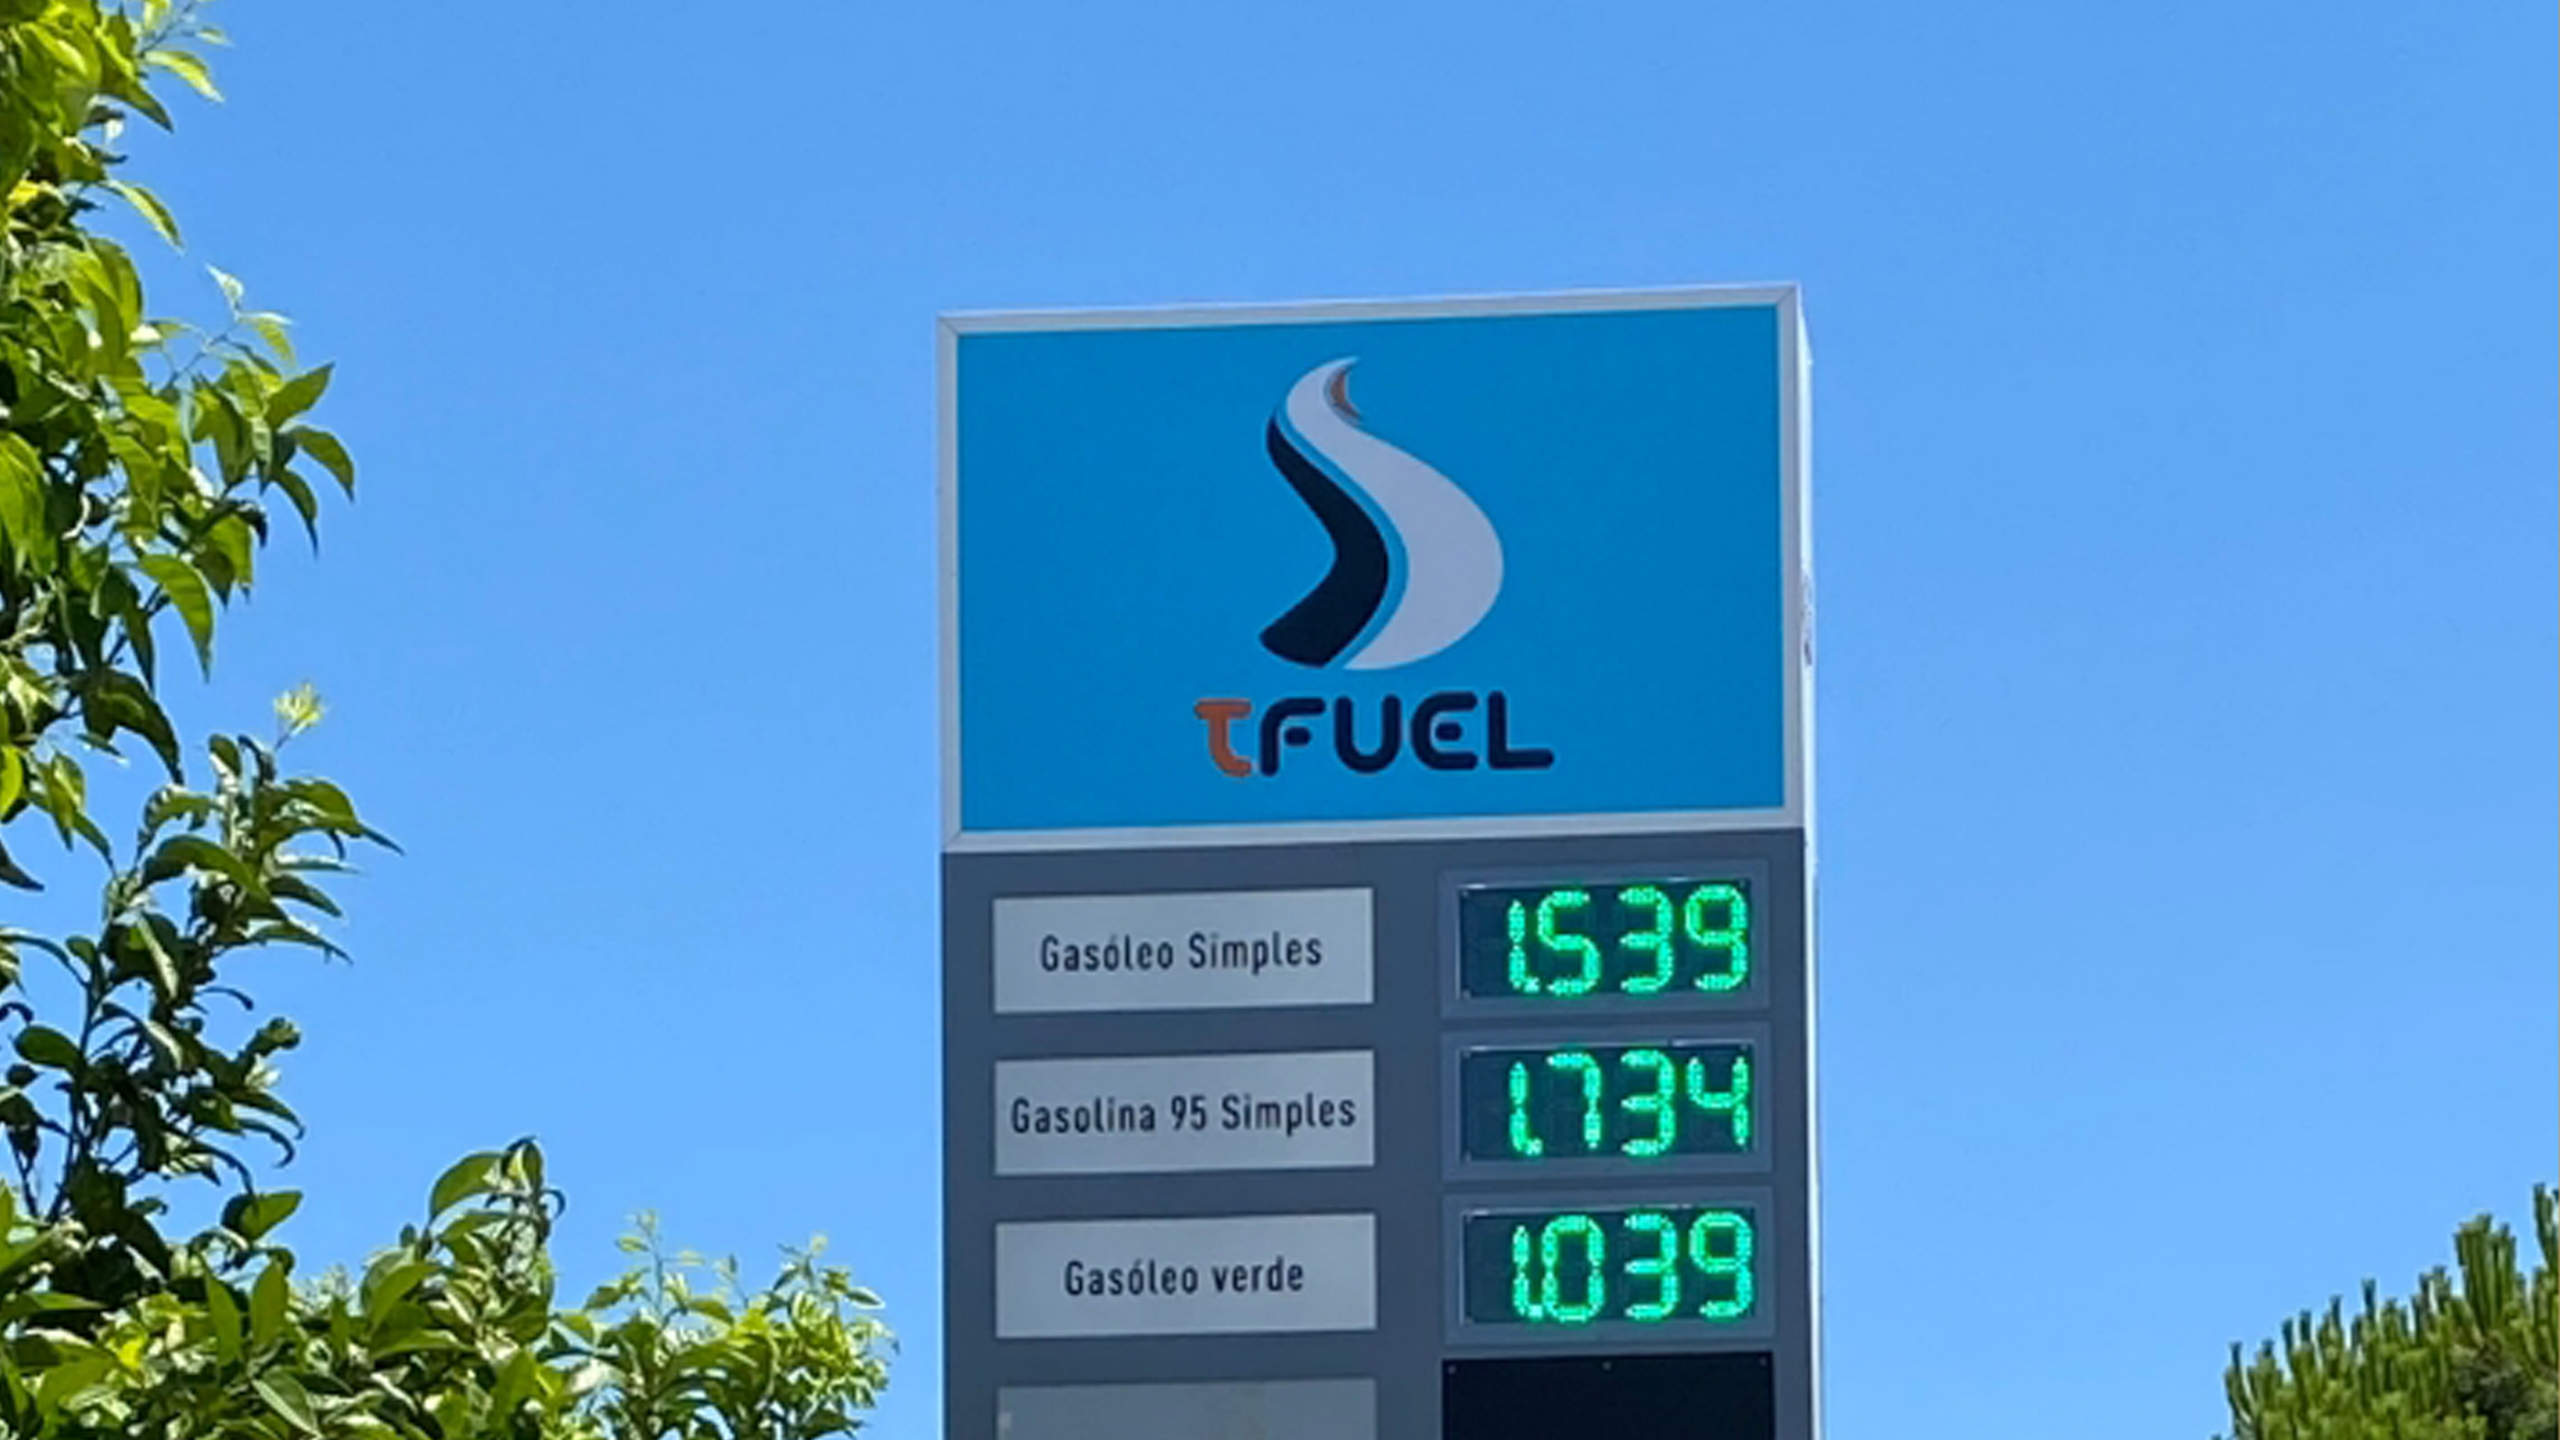 TFUEL
Gasóleo Simples 1.539
Gasolina 95 Simples 1.734
Gasóleo verde 1.039